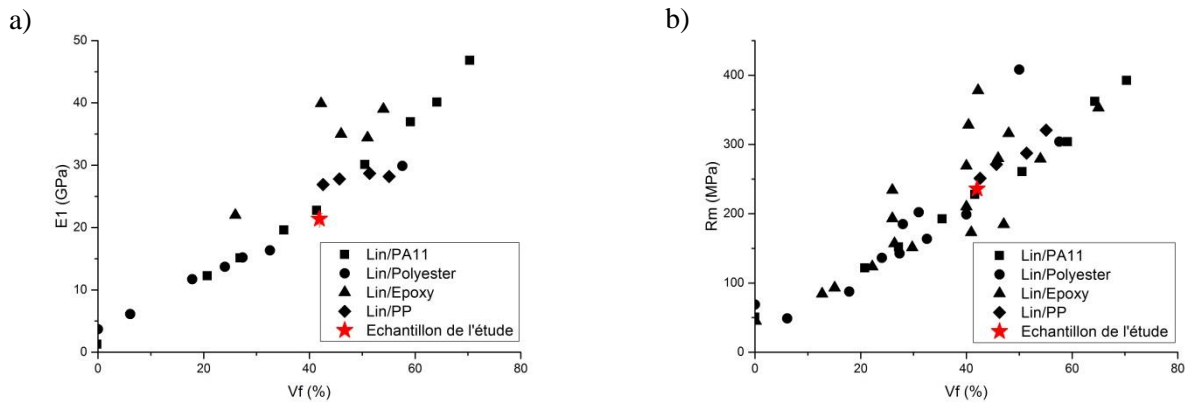 a)
E1 (GPa)
50
40
30
20
10
0
0 20 40 60 80
Vf (%)
Lin/PA11
Lin/Polyester
Lin/Epoxy
Lin/PP
Echantillon de l'étude
b)
Rm (MPa)
400
300
200
100
0
0 20 40 60 80
Vf (%)
Lin/PA11
Lin/Polyester
Lin/Epoxy
Lin/PP
Echantillon de l'étude